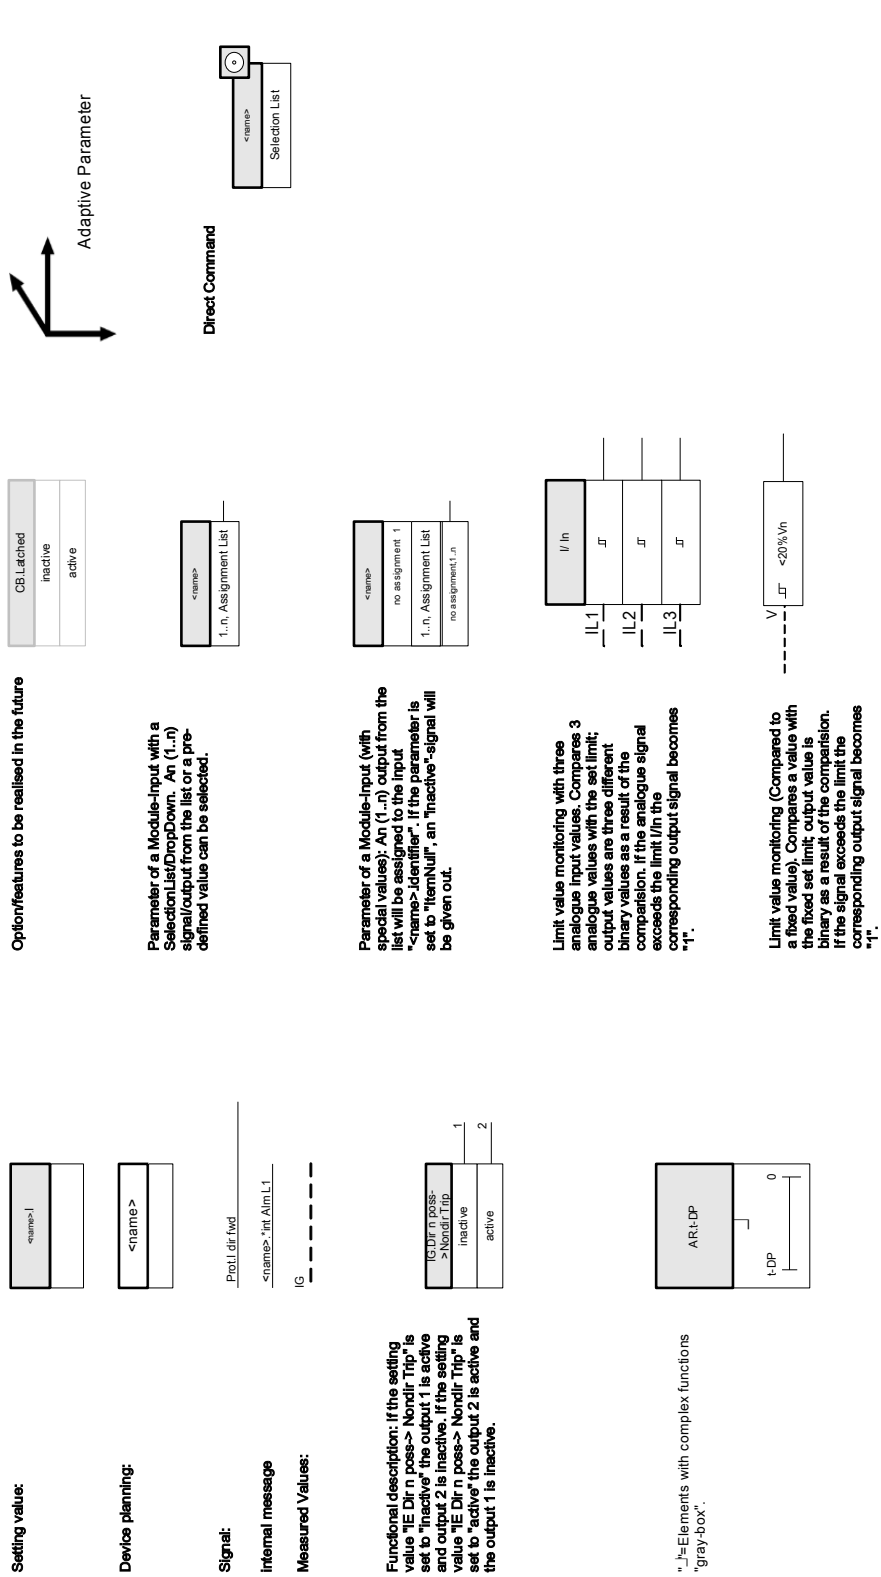 Setting value:
<name>.I
Device planning:
<name>
Signal:
Prot.I dir fwd
internal message
<name>.*int Alm L1
Measured Values:
IG
Functional description: If the setting
value "IE Dir n poss-> Nondir Trip" is
set to "inactive" the output 1 is active
and output 2 is inactive. If the setting
value "IE Dir n poss-> Nondir Trip" is
set to "active" the output 2 is active and
the output 1 is inactive.
IG.Dir n poss-
>Nondir Trip
inactive
1
active
2
"_|"=Elements with complex functions
"gray-box".
AR.t-DP
t-DP
0
Option/features to be realised in the future
CB.Latched
inactive
active
Parameter of a Module-Input with a
SelectionList/DropDown. An (1..n)
signal/output from the list or a pre-
defined value can be selected.
<name>
1..n, Assignment List
Parameter of a Module-Input (with
special values): An (1..n) output from the
list will be assigned to the input
"<name>.identifier". If the parameter is
set to "ItemNull", an "inactive"-signal will
be given out.
<name>
no assignment 1
1..n, Assignment List
no assignment,1..n
Limit value monitoring with three
analogue input values. Compares 3
analogue values with the set limit;
output values are three different
binary values as a result of the
comparision. If the analogue signal
exceeds the limit I/In the
corresponding output signal becomes
"1".
I/ In
IL1
IL2
IL3
Limit value monitoring (Compared to
a fixed value). Compares a value with
the fixed set limit; output value is
binary as a result of the comparision.
If the signal exceeds the limit the
corresponding output signal becomes
"1".
V
<20%Vn
Adaptive Parameter
Direct Command
<name>
Selection List